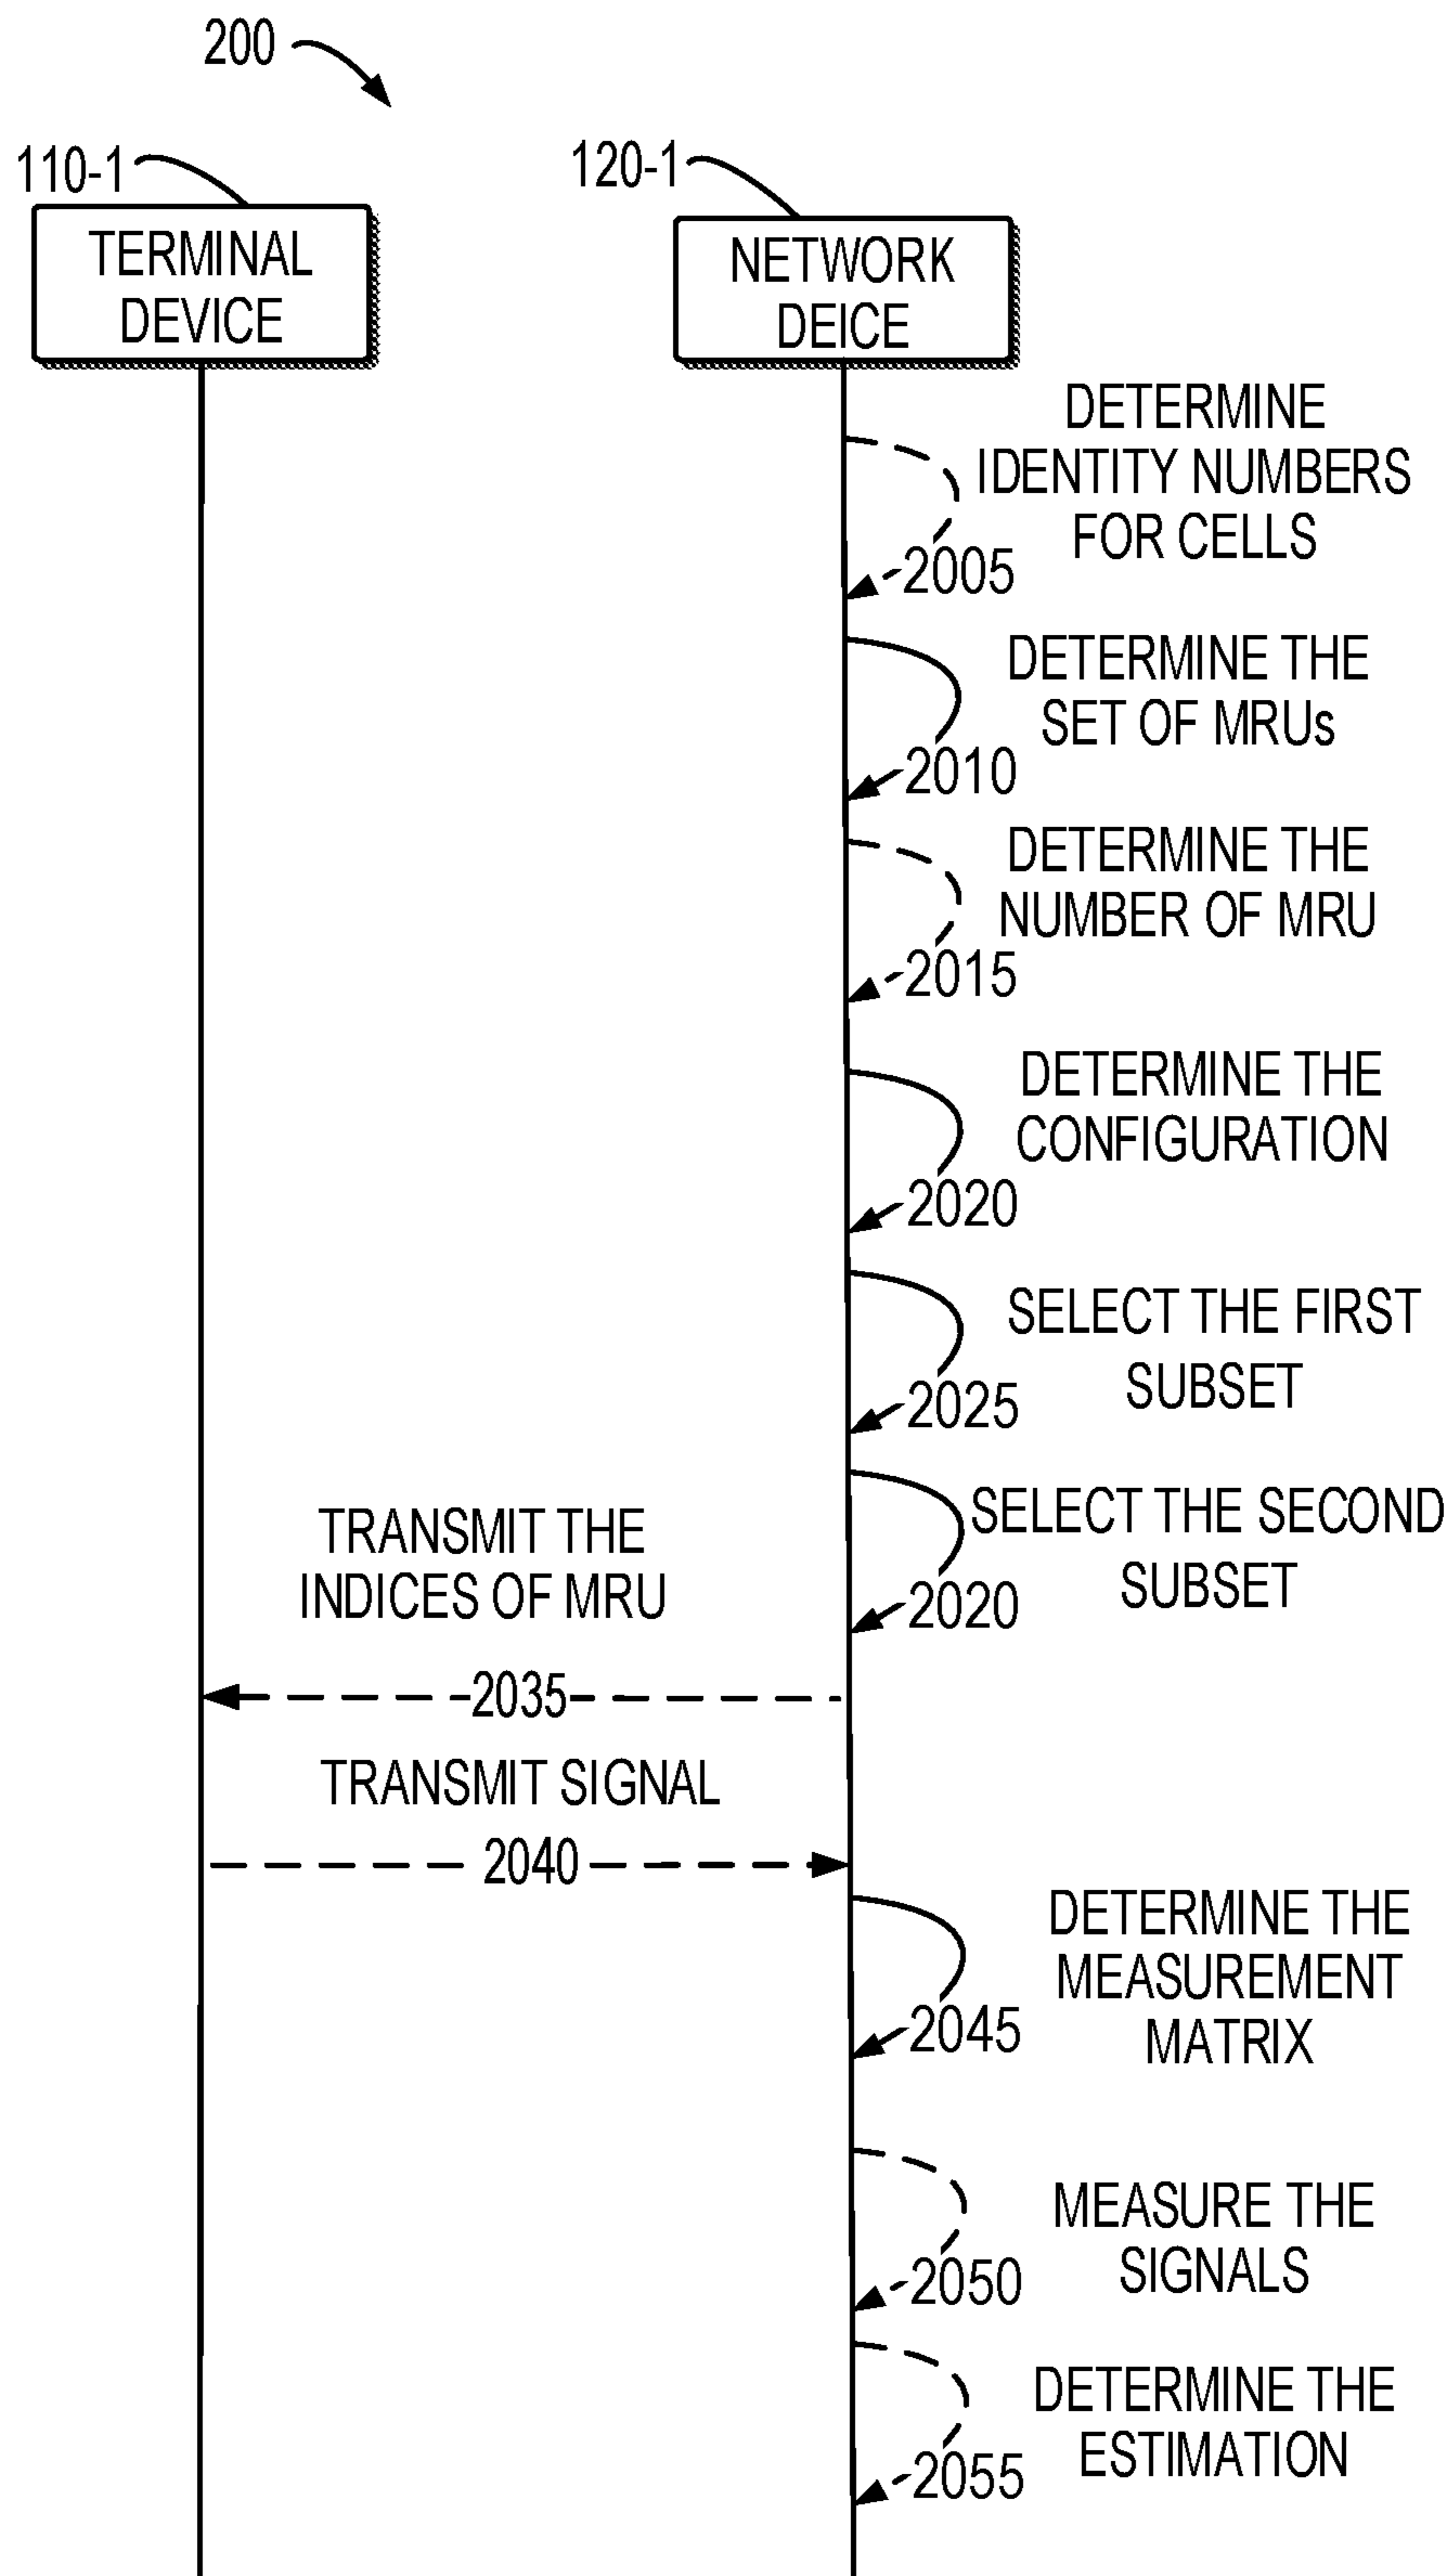 200
110-1
120-1
TERMINAL
DEVICE
NETWORK
DEICE
DETERMINE
IDENTITY NUMBERS
FOR CELLS
2005
DETERMINE THE
SET OF MRUs
2010
DETERMINE THE
NUMBER OF MRU
2015
DETERMINE THE
CONFIGURATION
2020
SELECT THE FIRST
SUBSET
2025
SELECT THE SECOND
SUBSET
2020
TRANSMIT THE
INDICES OF MRU
2035
TRANSMIT SIGNAL
2040
DETERMINE THE
MEASUREMENT
MATRIX
2045
MEASURE THE
SIGNALS
2050
DETERMINE THE
ESTIMATION
2055